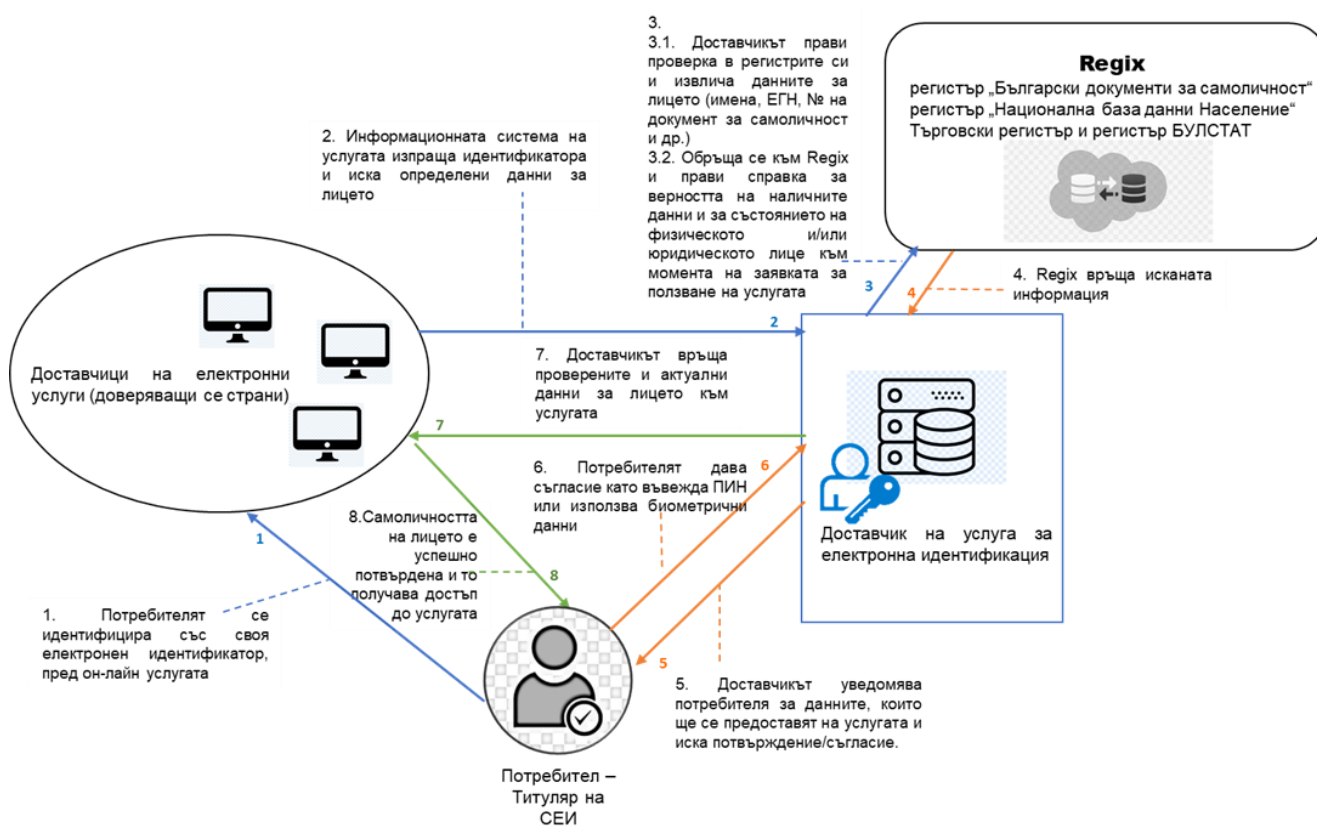 3.
3.1. Доставчикът прави
проверка в регистрите си
и извлича данните за
лицето (имена, ЕГН, № на
документ за самоличност
и др.)
3.2. Обръща се към Regix
и прави справка за
верността на наличните
данни и за състоянието на
физическото и/или
юридическото лице към
момента на заявката за
ползване на услугата
Regix
регистър „Български документи за самоличност“
регистър „Национална база данни Население“
Търговски регистър и регистър БУЛСТАТ
2. Информационната система на
услугата изпраща идентификатора
и иска определени данни за
лицето
3
4
4. Regix връща исканата
информация
2
Доставчици на електронни
услуги (доверяващи се страни)
7. Доставчикът връща
проверените и актуални
данни за лицето към
услугата
7
6. Потребителят дава
съгласие като въвежда ПИН
или използва биометрични
данни
6
Доставчик на услуга за
електронна идентификация
1
8.Самоличността
на лицето е
успешно
потвърдена и то
получава достъп
до услугата
8
1. Потребителят се
идентифицира със своя
електронен идентификатор,
пред он-лайн услугата
5
5. Доставчикът уведомява
потребителя за данните, които
ще се предоставят на услугата и
иска потвърждение/съгласие.
Потребител –
Титуляр на
СЕИ